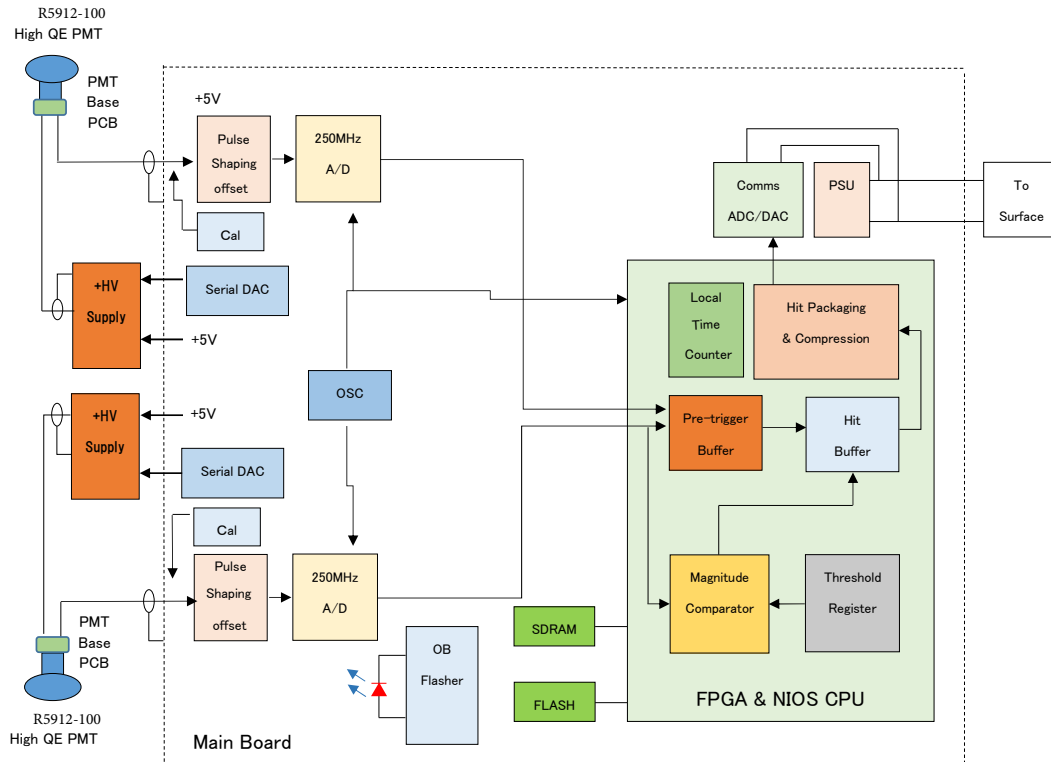 R5912-100
High QE PMT
PMT
Base
PCB
+5V
Pulse
Shaping
offset
250MHz
A/D
Cal
Comms
ADC/DAC
PSU
To
Surface
+HV
Supply
Serial DAC
+5V
Local
Time
Counter
Hit Packaging
& Compression
OSC
+HV
Supply
+5V
Serial DAC
Pre-trigger
Buffer
Hit
Buffer
Cal
Pulse
Shaping
offset
250MHz
A/D
Magnitude
Comparator
Threshold
Register
PMT
Base
PCB
SDRAM
OB
Flasher
FLASH
FPGA & NIOS CPU
R5912-100
High QE PMT
Main Board